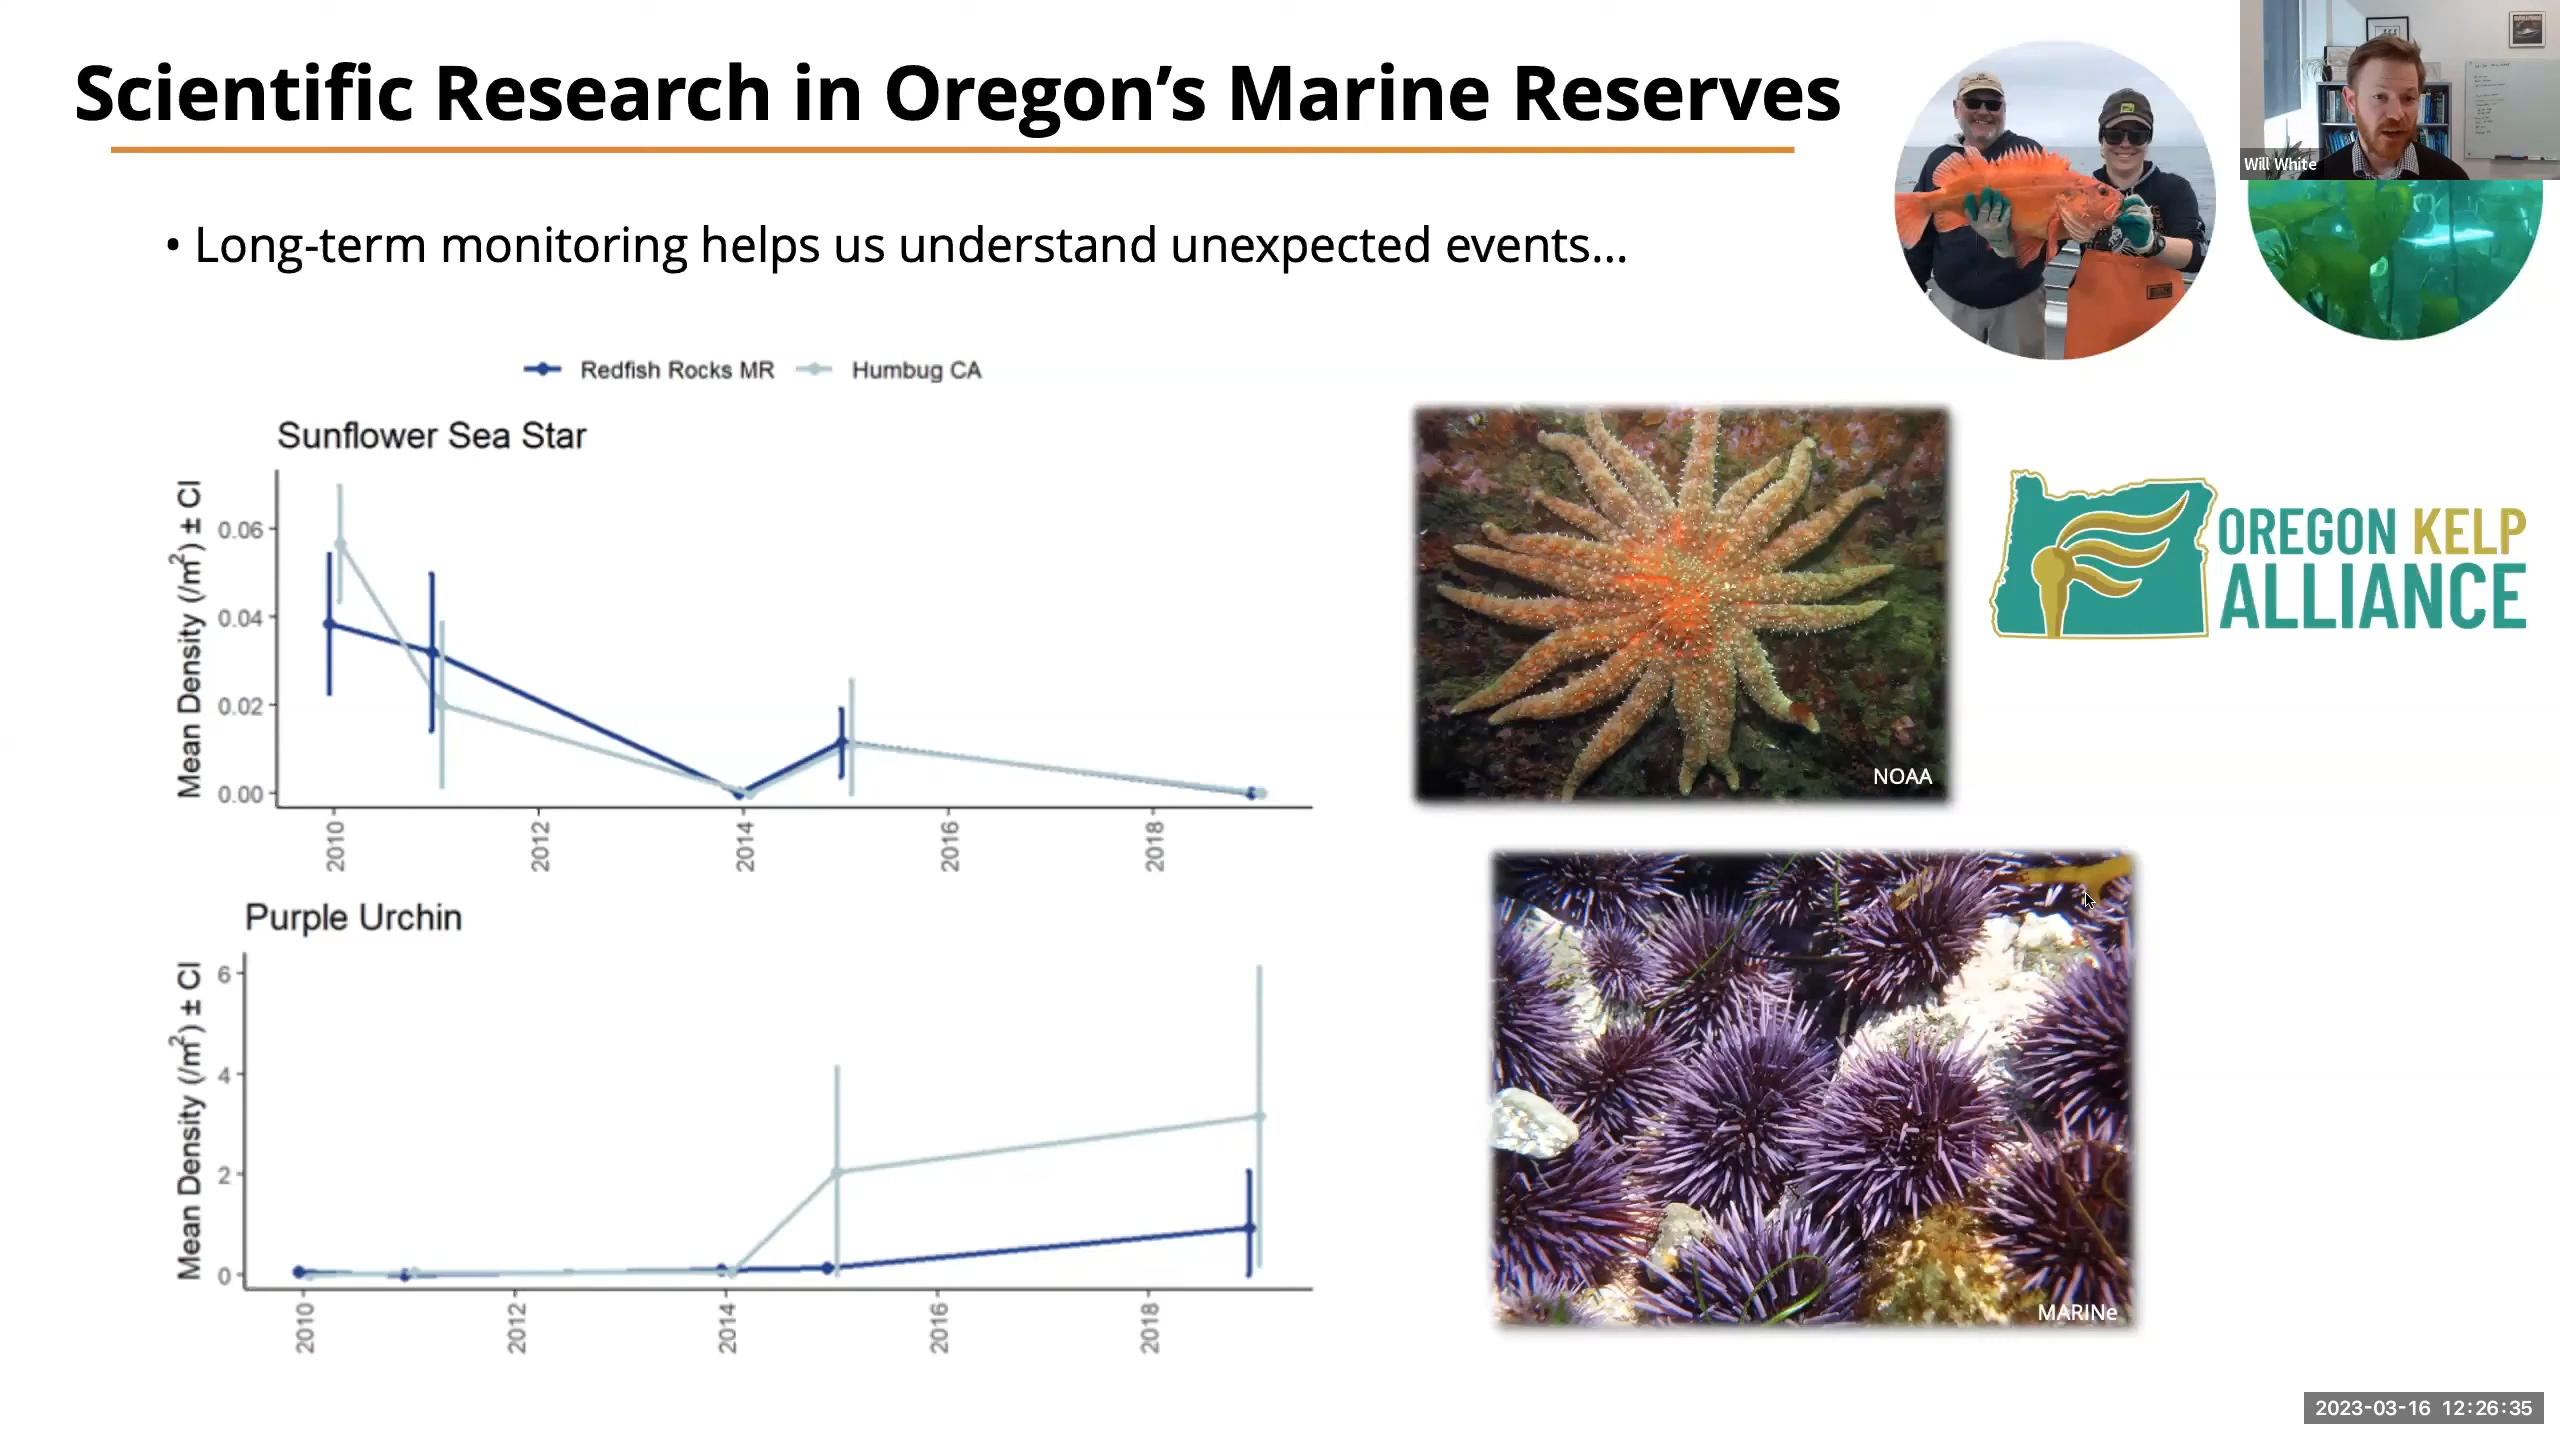 Scientific Research in Oregon’s Marine Reserves
Will White
• Long-term monitoring helps us understand unexpected events…
Redfish Rocks MR Humbug CA
Sunflower Sea Star
Mean Density (/m²) ± CI
0.06
0.04
0.02
0.00
2010 2012 2014 2016 2018
NOAA
OREGON KELP
ALLIANCE
Purple Urchin
Mean Density (/m²) ± CI
6
4
2
0
2010 2012 2014 2016 2018
MARINe
2023-03-16 12:26:35